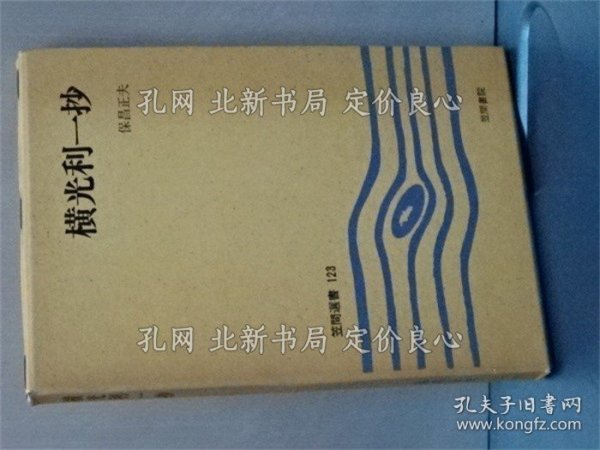 横光利一抄
保昌正夫
笠間書院
笠間選書 123
孔网 北新书局 定价良心
孔网 北新书局 定价良心
孔夫子旧书网
www.kongfz.com